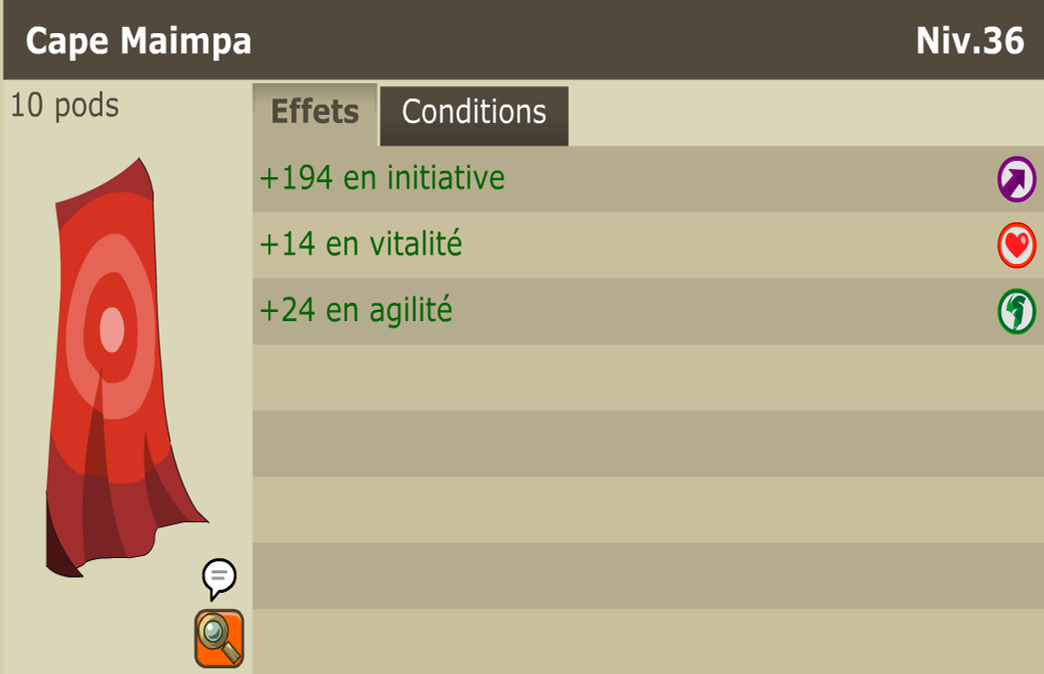 Cape Maimpa
Niv.36
10 pods
Effets
Conditions
+194 en initiative
+14 en vitalité
+24 en agilité